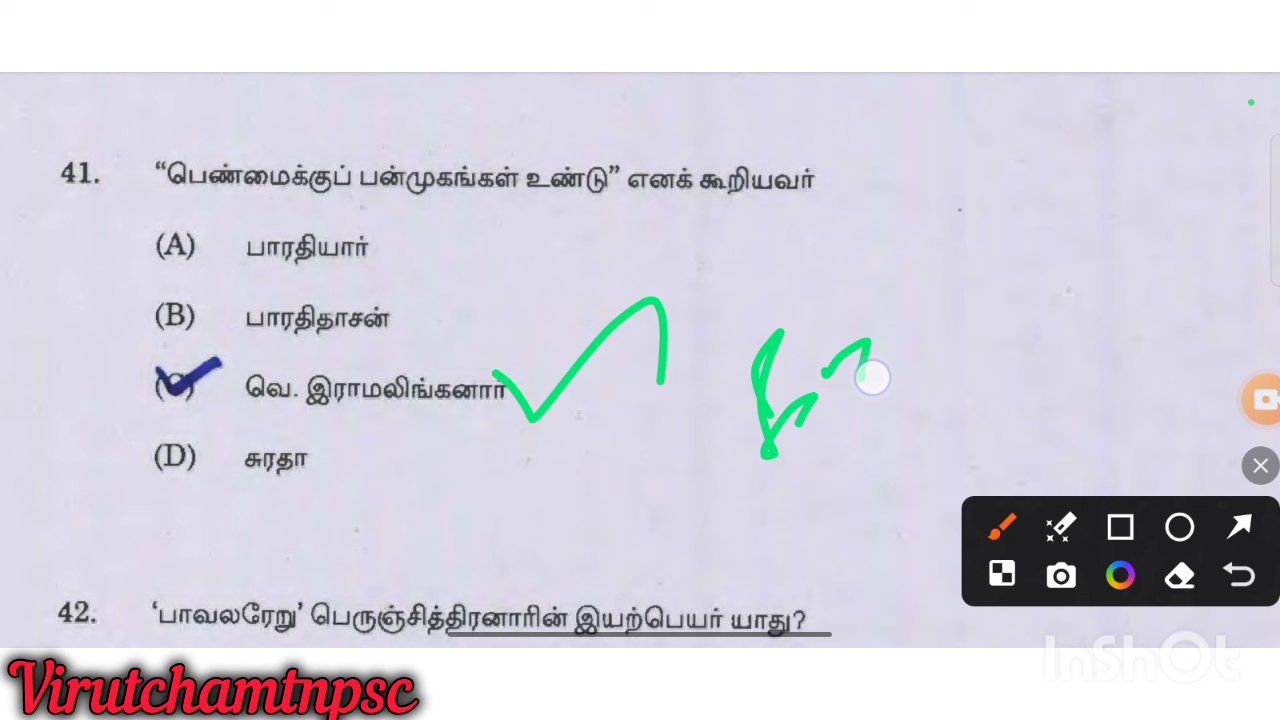 41. “பெண்மைக்குப் பன்முகங்கள் உண்டு” எனக் கூறியவர்
(A) பாரதியார்
(B) பாரதிதாசன்
(C) வெ. இராமலிங்கனார்
(D) சுரதா
42. ‘பாவலரேறு’ பெருஞ்சித்திரனாரின் இயற்பெயர் யாது?
InShOt
Virutchamtnpsc